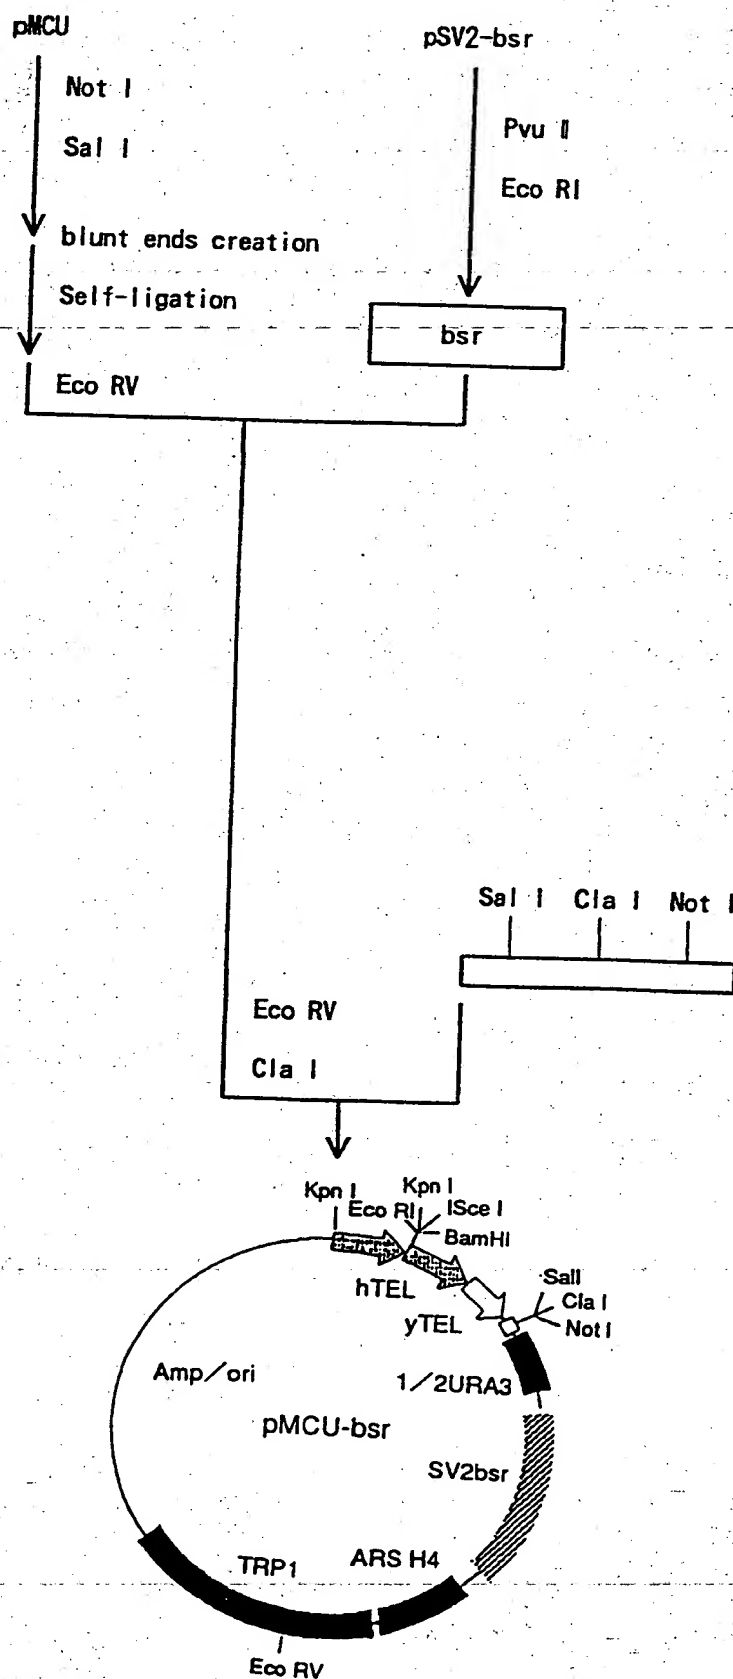 pMCU
pSV2-bsr
Not I
Pvu II
Sal I
Eco RI
blunt ends creation
Self-ligation
bsr
Eco RV
Sal I Cla I Not I
Eco RV
Cla I
Kpn I
Kpn I
Eco RI
ISce I
BamHI
hTEL
SalI
Cla I
Not I
yTEL
1/2URA3
Amp/ori
pMCU-bsr
SV2bsr
TRP1
ARS H4
Eco RV